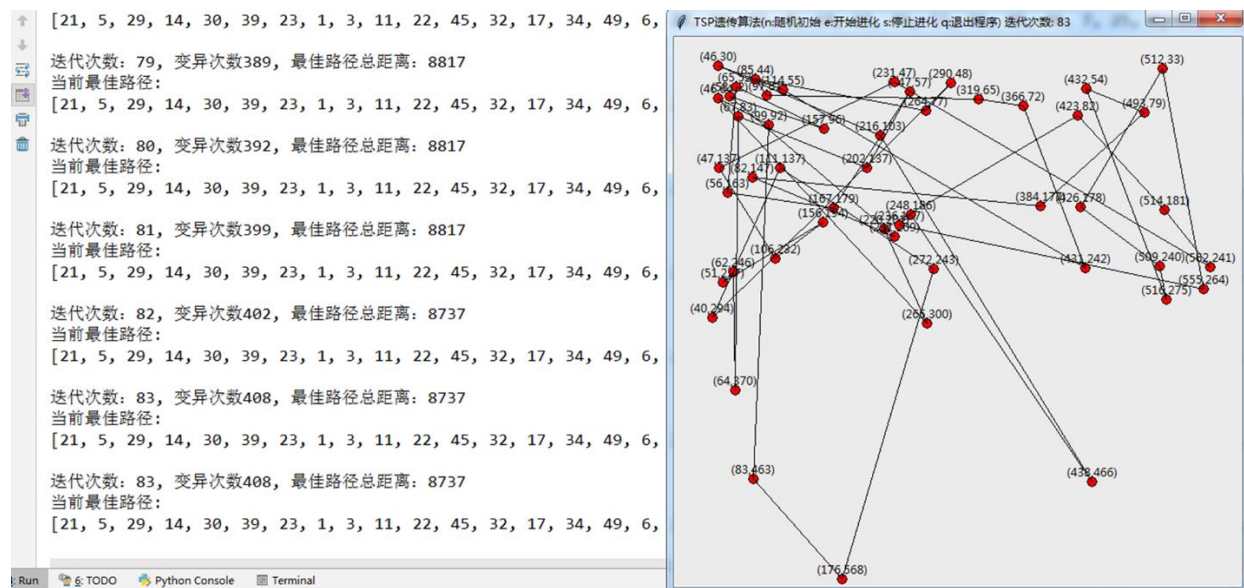 [21, 5, 29, 14, 30, 39, 23, 1, 3, 11, 22, 45, 32, 17, 34, 49, 6,
迭代次数: 79, 变异次数389, 最佳路径总距离: 8817
当前最佳路径:
[21, 5, 29, 14, 30, 39, 23, 1, 3, 11, 22, 45, 32, 17, 34, 49, 6,
迭代次数: 80, 变异次数392, 最佳路径总距离: 8817
当前最佳路径:
[21, 5, 29, 14, 30, 39, 23, 1, 3, 11, 22, 45, 32, 17, 34, 49, 6,
迭代次数: 81, 变异次数399, 最佳路径总距离: 8817
当前最佳路径:
[21, 5, 29, 14, 30, 39, 23, 1, 3, 11, 22, 45, 32, 17, 34, 49, 6,
迭代次数: 82, 变异次数402, 最佳路径总距离: 8737
当前最佳路径:
[21, 5, 29, 14, 30, 39, 23, 1, 3, 11, 22, 45, 32, 17, 34, 49, 6,
迭代次数: 83, 变异次数408, 最佳路径总距离: 8737
当前最佳路径:
[21, 5, 29, 14, 30, 39, 23, 1, 3, 11, 22, 45, 32, 17, 34, 49, 6,
迭代次数: 83, 变异次数408, 最佳路径总距离: 8737
当前最佳路径:
[21, 5, 29, 14, 30, 39, 23, 1, 3, 11, 22, 45, 32, 17, 34, 49, 6,
Run 6: TODO Python Console Terminal
TSP遗传算法(n:随机初始 e:开始进化 s:停止进化 q:退出程序) 迭代次数: 83
(46,30)
(512,33)
(85,44)
(231,47)
(290,48)
(432,54)
(114,55)
(319,65)
(366,72)
(264,77)
(493,79)
(423,82)
(67,83)
(99,92)
(157,96)
(216,103)
(47,137)
(111,137)
(202,137)
(82,147)
(56,163)
(426,178)
(167,179)
(514,181)
(248,186)
(156,194)
(106,232)
(509,240)
(562,241)
(431,242)
(272,243)
(62,246)
(555,264)
(516,275)
(40,294)
(265,300)
(64,370)
(83,463)
(438,466)
(176,568)